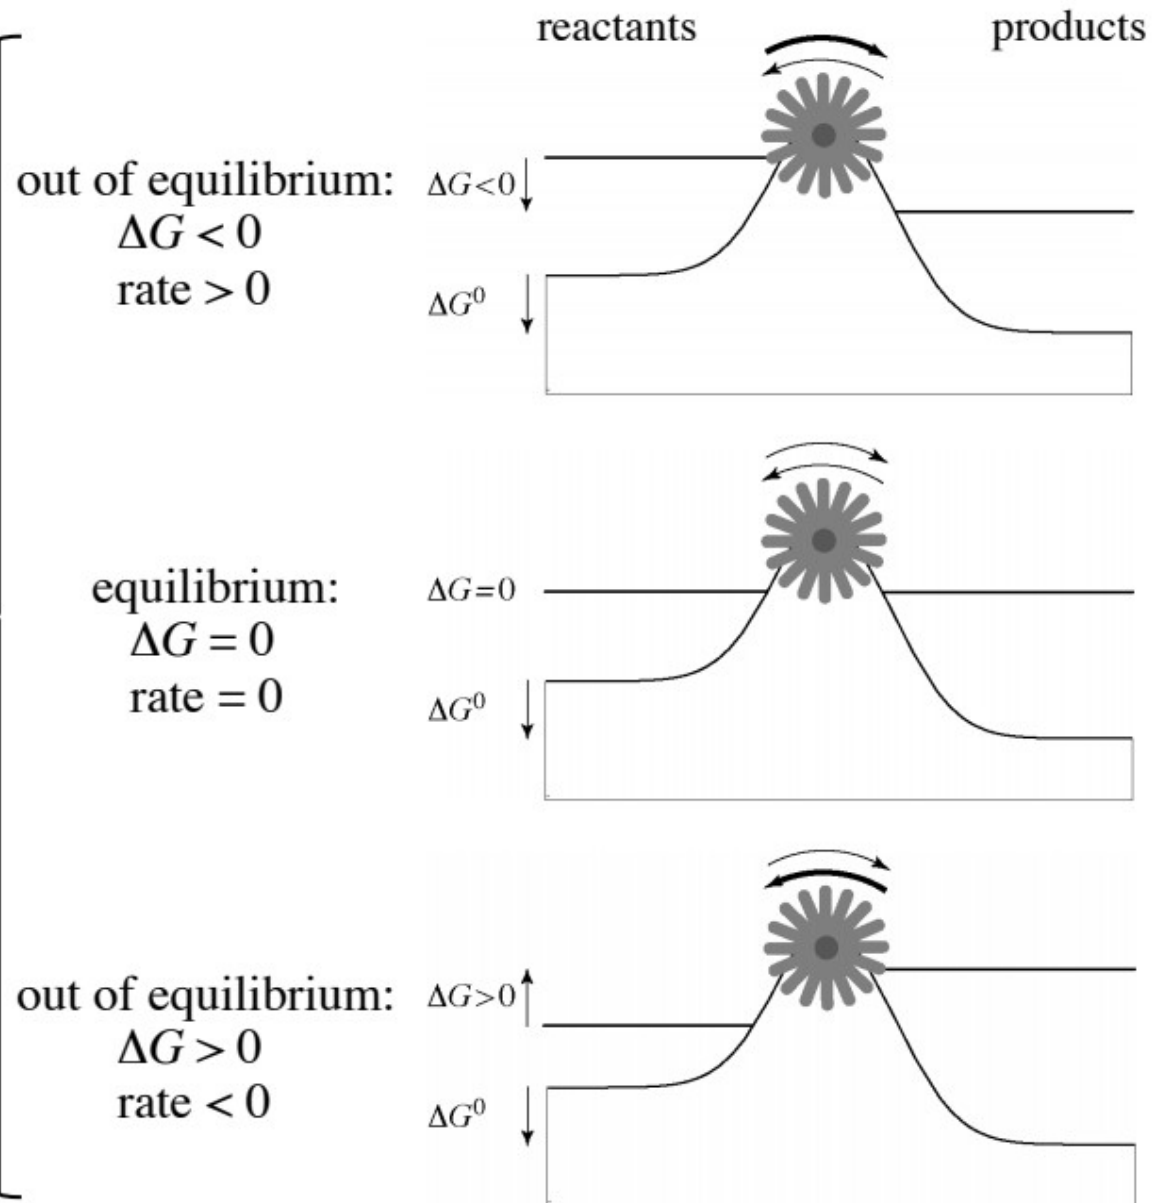 reactants
products
out of equilibrium:
ΔG < 0
rate > 0
ΔG<0
ΔG⁰
equilibrium:
ΔG = 0
rate = 0
ΔG=0
ΔG⁰
out of equilibrium:
ΔG > 0
rate < 0
ΔG>0
ΔG⁰